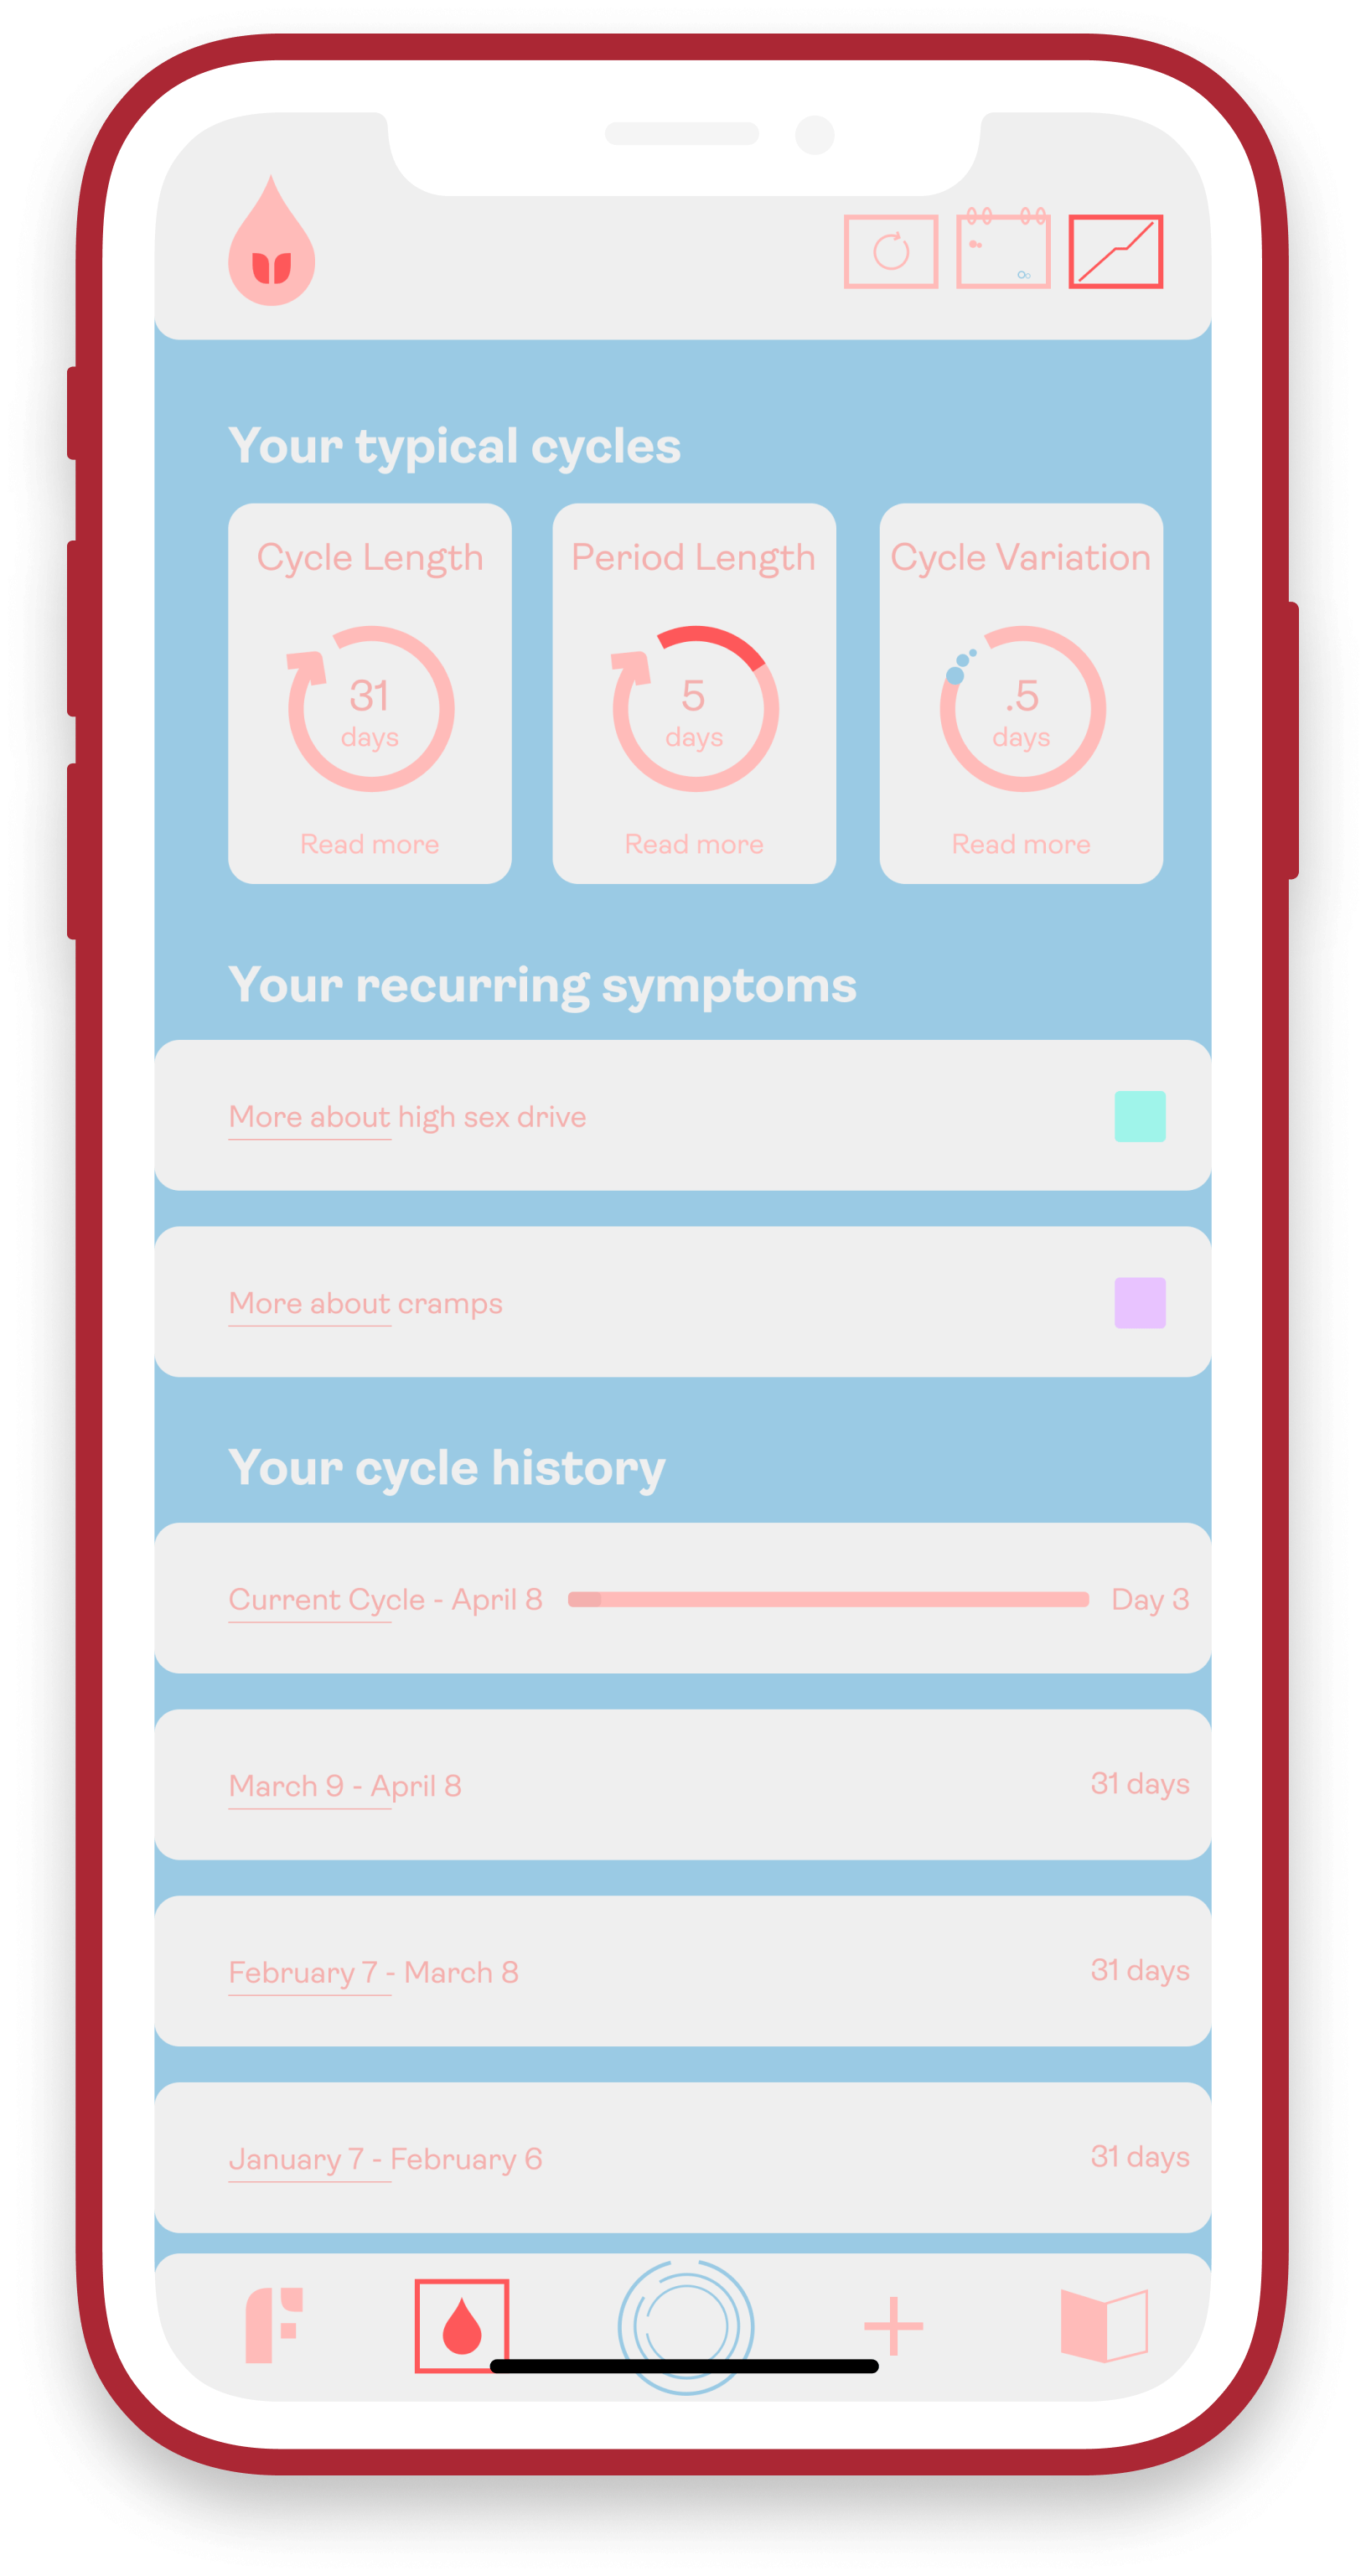 Your typical cycles
Cycle Length
Period Length
Cycle Variation
31
days
5
days
.5
days
Read more
Read more
Read more
Your recurring symptoms
More about high sex drive
More about cramps
Your cycle history
Current Cycle - April 8
Day 3
March 9 - April 8
31 days
February 7 - March 8
31 days
January 7 - February 6
31 days